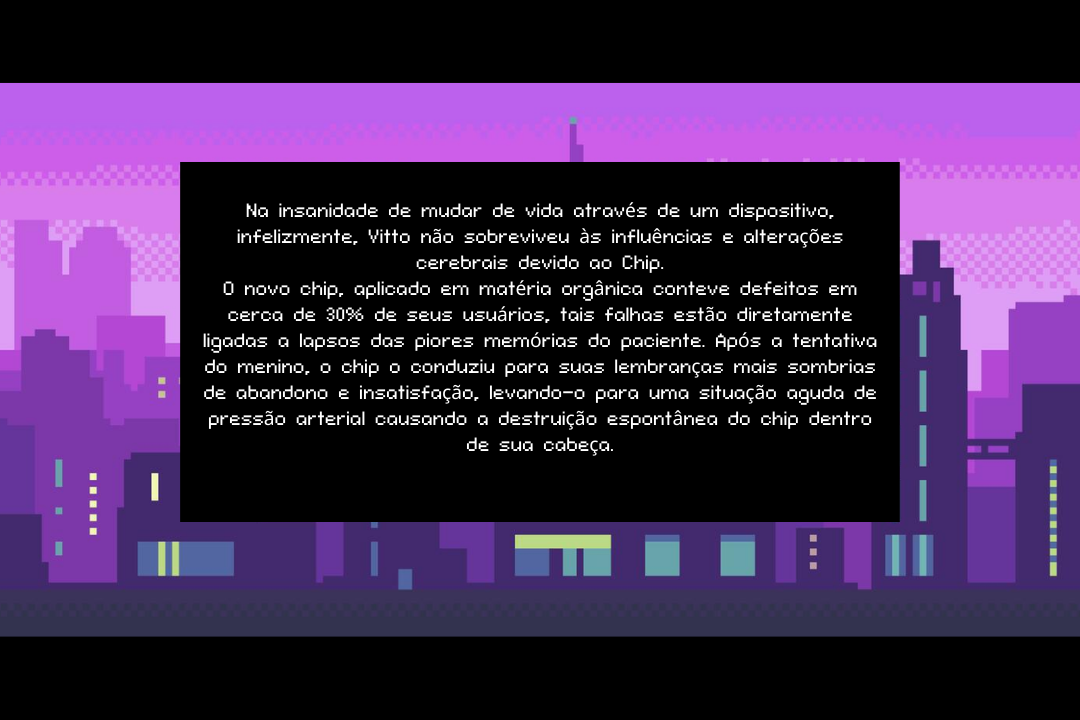 Na insanidade de mudar de vida através de um dispositivo,
infelizmente, Vitto não sobreviveu às influências e alterações
cerebrais devido ao Chip.
O novo chip, aplicado em matéria orgânica conteve defeitos em
cerca de 30% de seus usuários, tais falhas estão diretamente
ligadas a lapsos das piores memórias do paciente. Após a tentativa
do menino, o chip o conduziu para suas lembranças mais sombrias
de abandono e insatisfação, levando-o para uma situação aguda de
pressão arterial causando a destruição espontânea do chip dentro
de sua cabeça.